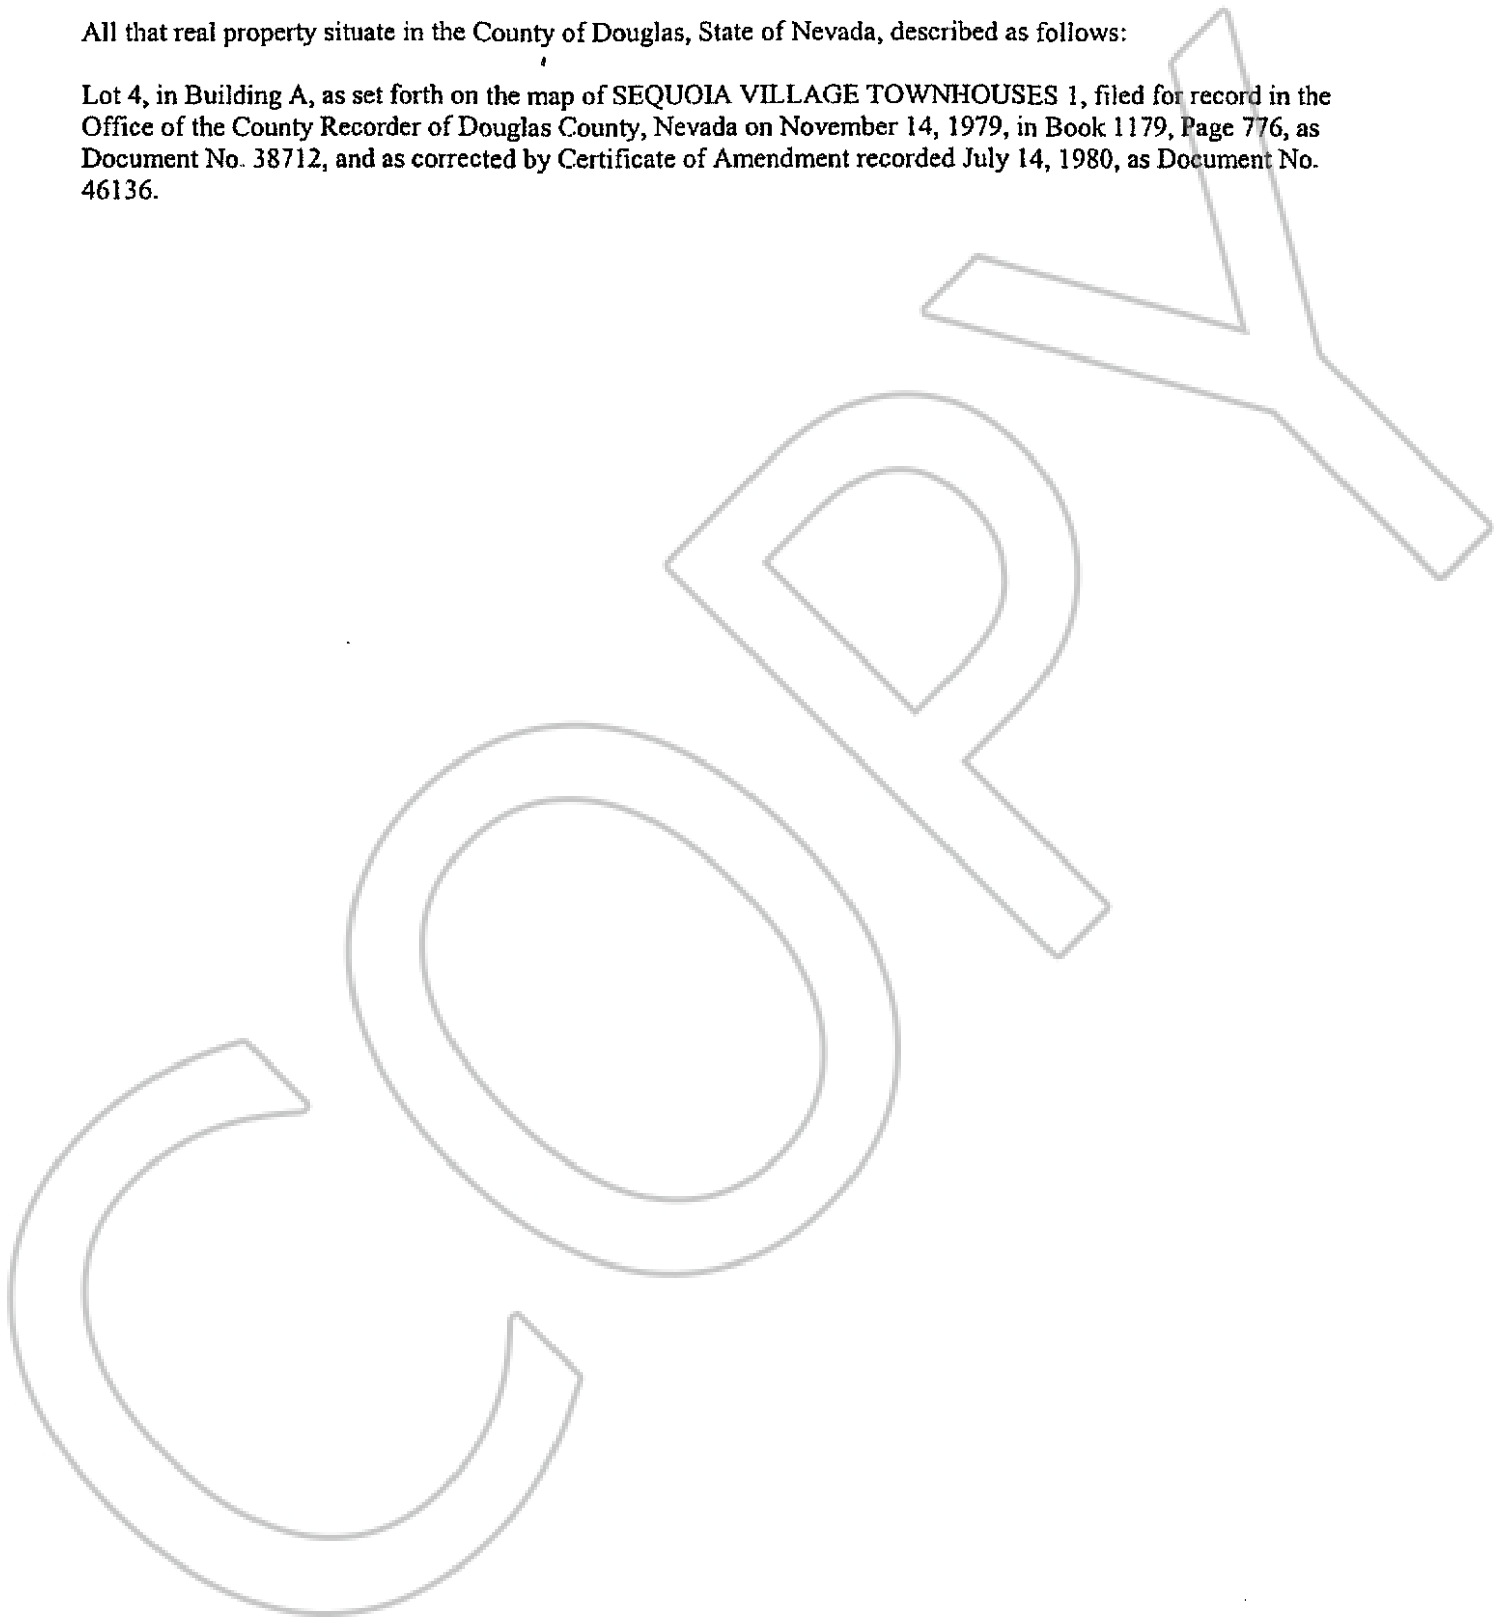 All that real property situate in the County of Douglas, State of Nevada, described as follows:
Lot 4, in Building A, as set forth on the map of SEQUOIA VILLAGE TOWNHOUSES 1, filed for record in the
Office of the County Recorder of Douglas County, Nevada on November 14, 1979, in Book 1179, Page 776, as
Document No. 38712, and as corrected by Certificate of Amendment recorded July 14, 1980, as Document No.
46136.
COPY